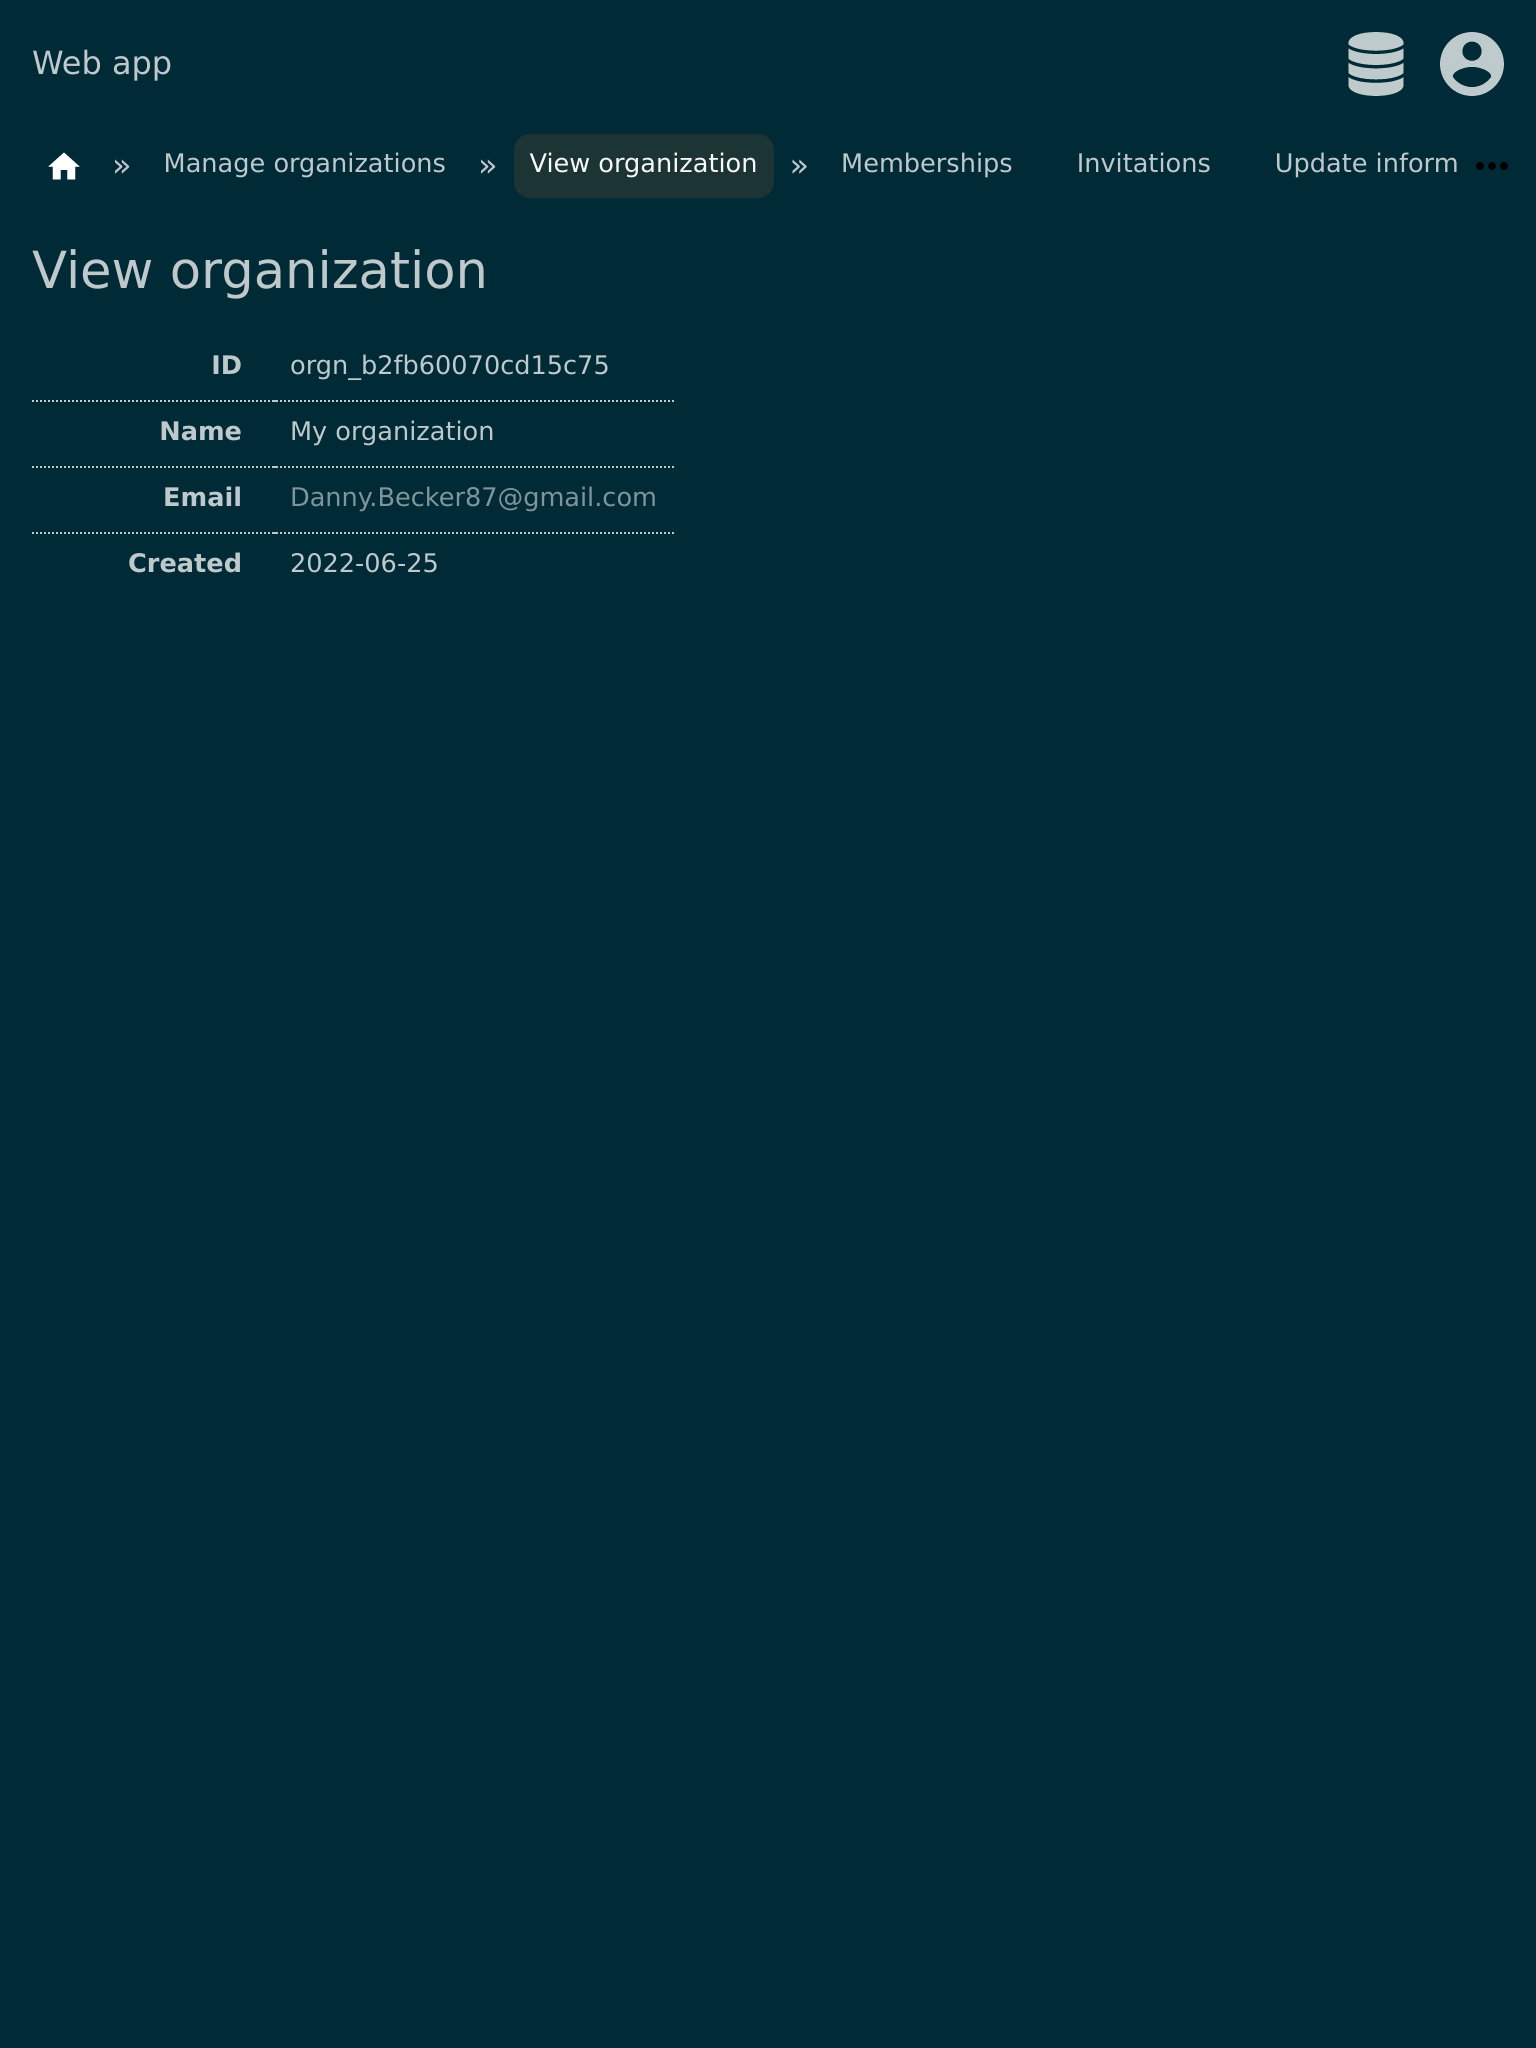 Web app
» Manage organizations » View organization » Memberships Invitations Update inform •••
View organization
ID orgn_b2fb60070cd15c75
Name My organization
Email Danny.Becker87@gmail.com
Created 2022-06-25